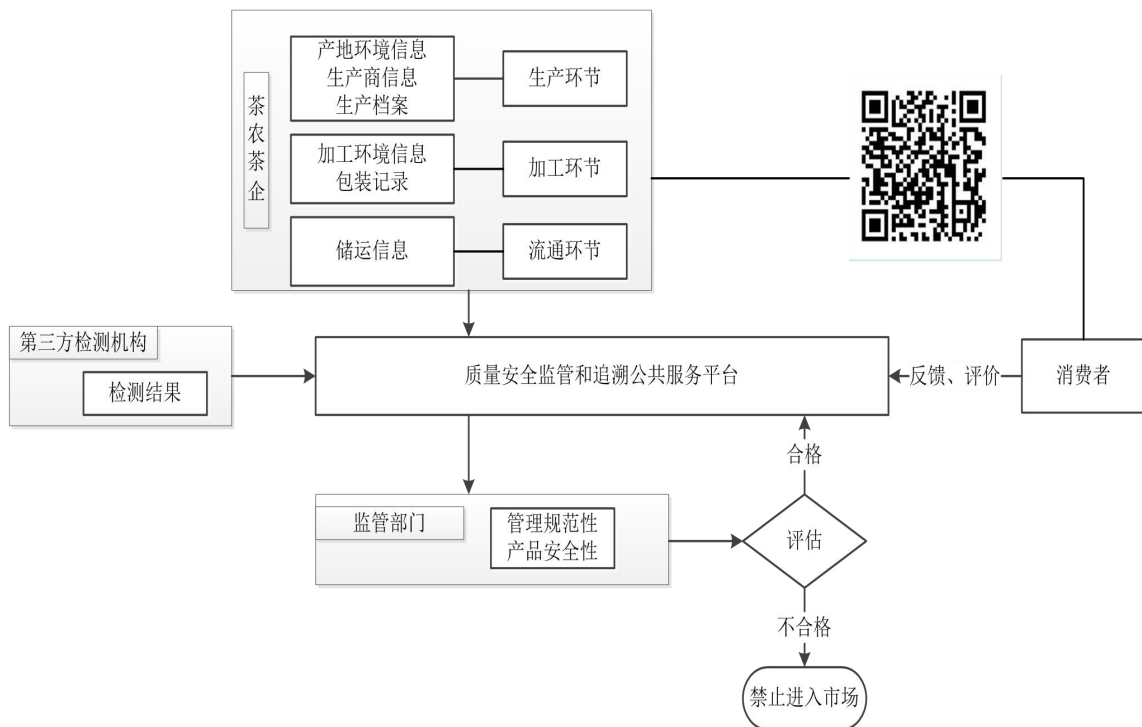 茶农茶企
产地环境信息
生产商信息
生产档案
生产环节
加工环境信息
包装记录
加工环节
储运信息
流通环节
第三方检测机构
检测结果
质量安全监管和追溯公共服务平台
反馈、评价
消费者
合格
监管部门
管理规范性
产品安全性
评估
不合格
禁止进入市场